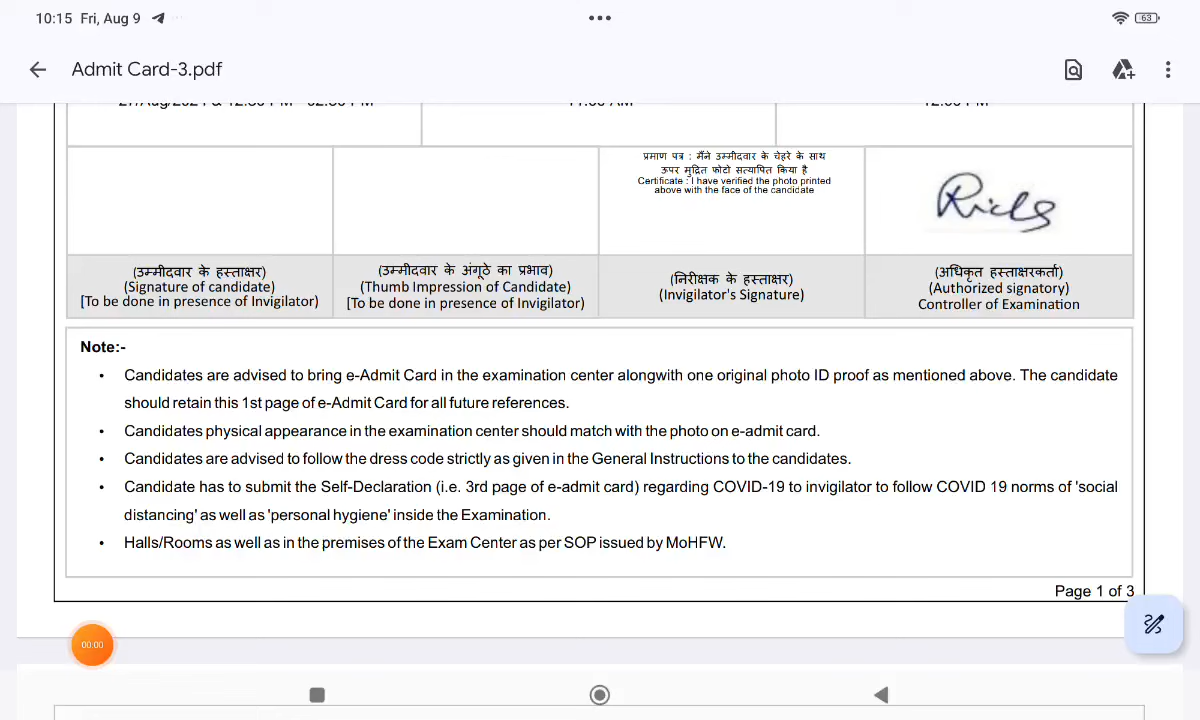 10:15 Fri, Aug 9
63
Admit Card-3.pdf
प्रमाण पत्र : मैंने उम्मीदवार के चेहरे के साथ
ऊपर मुद्रित फोटो सत्यापित किया है
Certificate : I have verified the photo printed
above with the face of the candidate
(उम्मीदवार के हस्ताक्षर)
(Signature of candidate)
[To be done in presence of Invigilator)
(उम्मीदवार के अंगूठे का प्रभाव)
(Thumb Impression of Candidate)
[To be done in presence of Invigilator)
(निरीक्षक के हस्ताक्षर)
(Invigilator's Signature)
(अधिकृत हस्ताक्षरकर्ता)
(Authorized signatory)
Controller of Examination
Note:-
• Candidates are advised to bring e-Admit Card in the examination center alongwith one original photo ID proof as mentioned above. The candidate
should retain this 1st page of e-Admit Card for all future references.
• Candidates physical appearance in the examination center should match with the photo on e-admit card.
• Candidates are advised to follow the dress code strictly as given in the General Instructions to the candidates.
• Candidate has to submit the Self-Declaration (i.e. 3rd page of e-admit card) regarding COVID-19 to invigilator to follow COVID 19 norms of 'social
distancing' as well as 'personal hygiene' inside the Examination.
• Halls/Rooms as well as in the premises of the Exam Center as per SOP issued by MoHFW.
Page 1 of 3
00:00